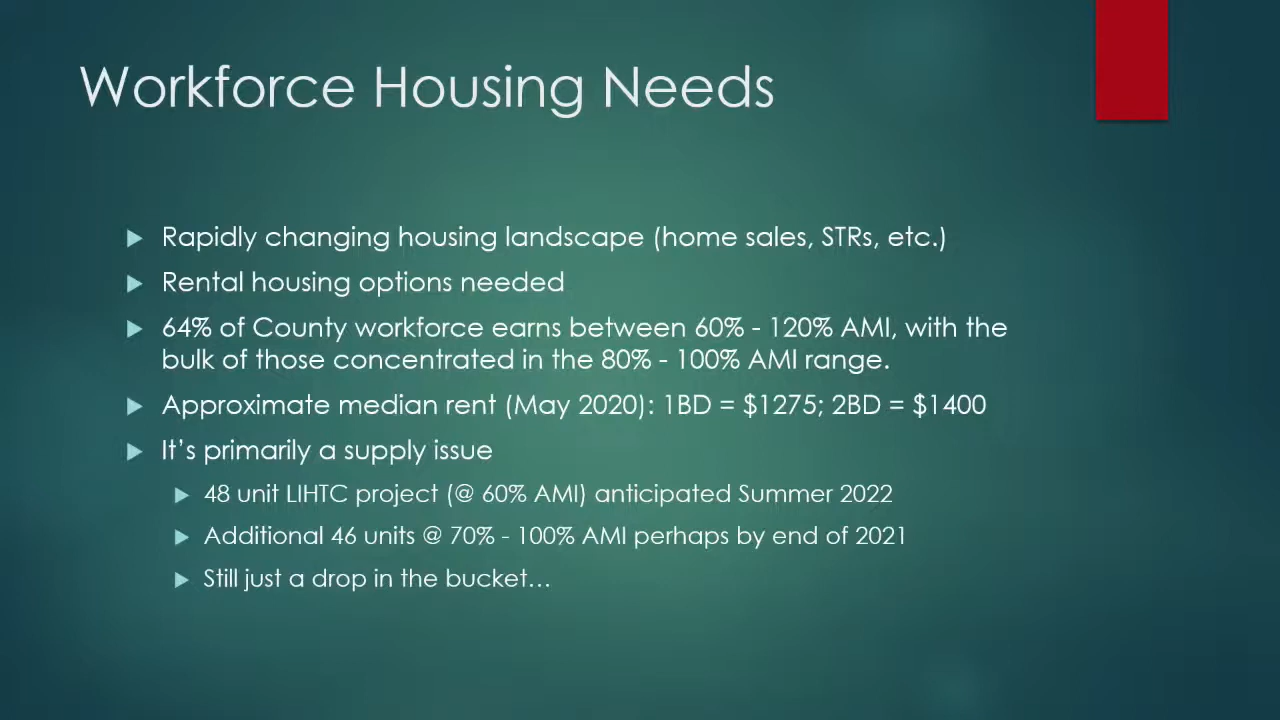 Workforce Housing Needs
Rapidly changing housing landscape (home sales, STRs, etc.)
Rental housing options needed
64% of County workforce earns between 60% - 120% AMI, with the
bulk of those concentrated in the 80% - 100% AMI range.
Approximate median rent (May 2020): 1BD = $1275; 2BD = $1400
It’s primarily a supply issue
48 unit LIHTC project (@ 60% AMI) anticipated Summer 2022
Additional 46 units @ 70% - 100% AMI perhaps by end of 2021
Still just a drop in the bucket…